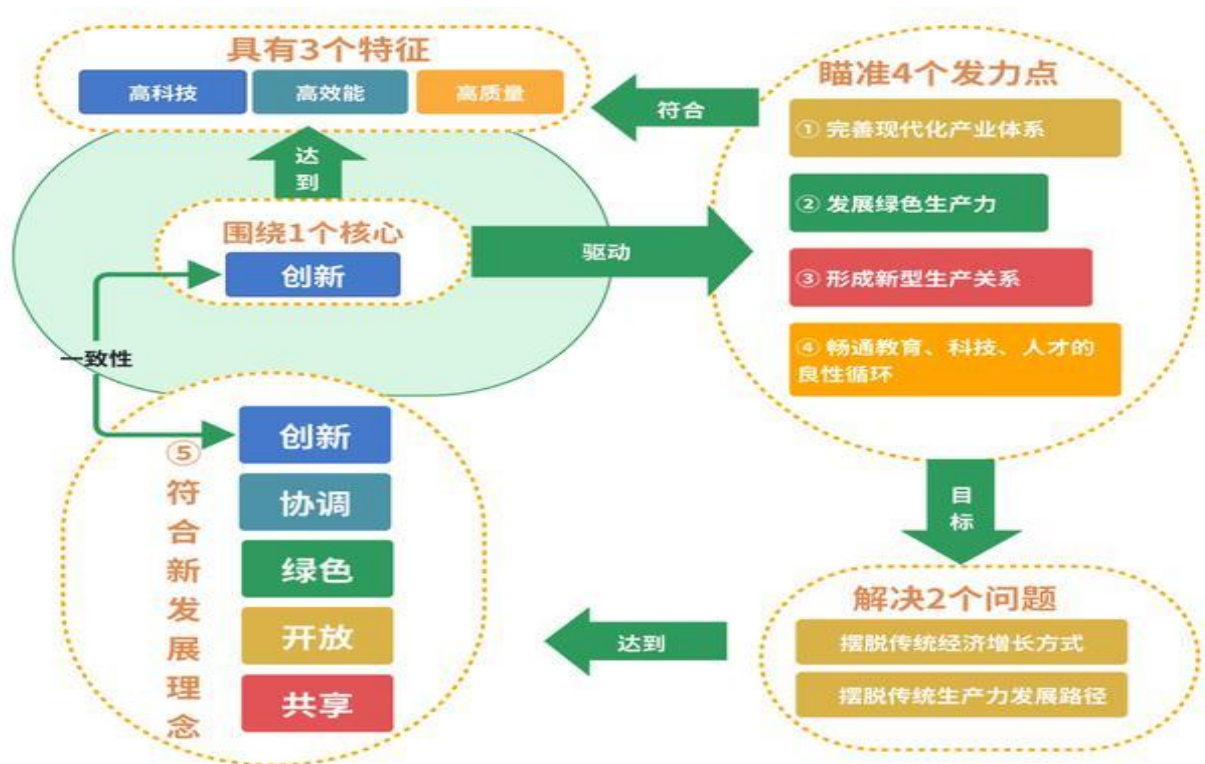 具有3个特征
高科技
高效能
高质量
符合
瞄准4个发力点
① 完善现代化产业体系
② 发展绿色生产力
③ 形成新型生产关系
④ 畅通教育、科技、人才的
良性循环
达到
围绕1个核心
创新
驱动
一致性
⑤符合新发展理念
创新
协调
绿色
开放
共享
目标
解决2个问题
摆脱传统经济增长方式
摆脱传统生产力发展路径
达到